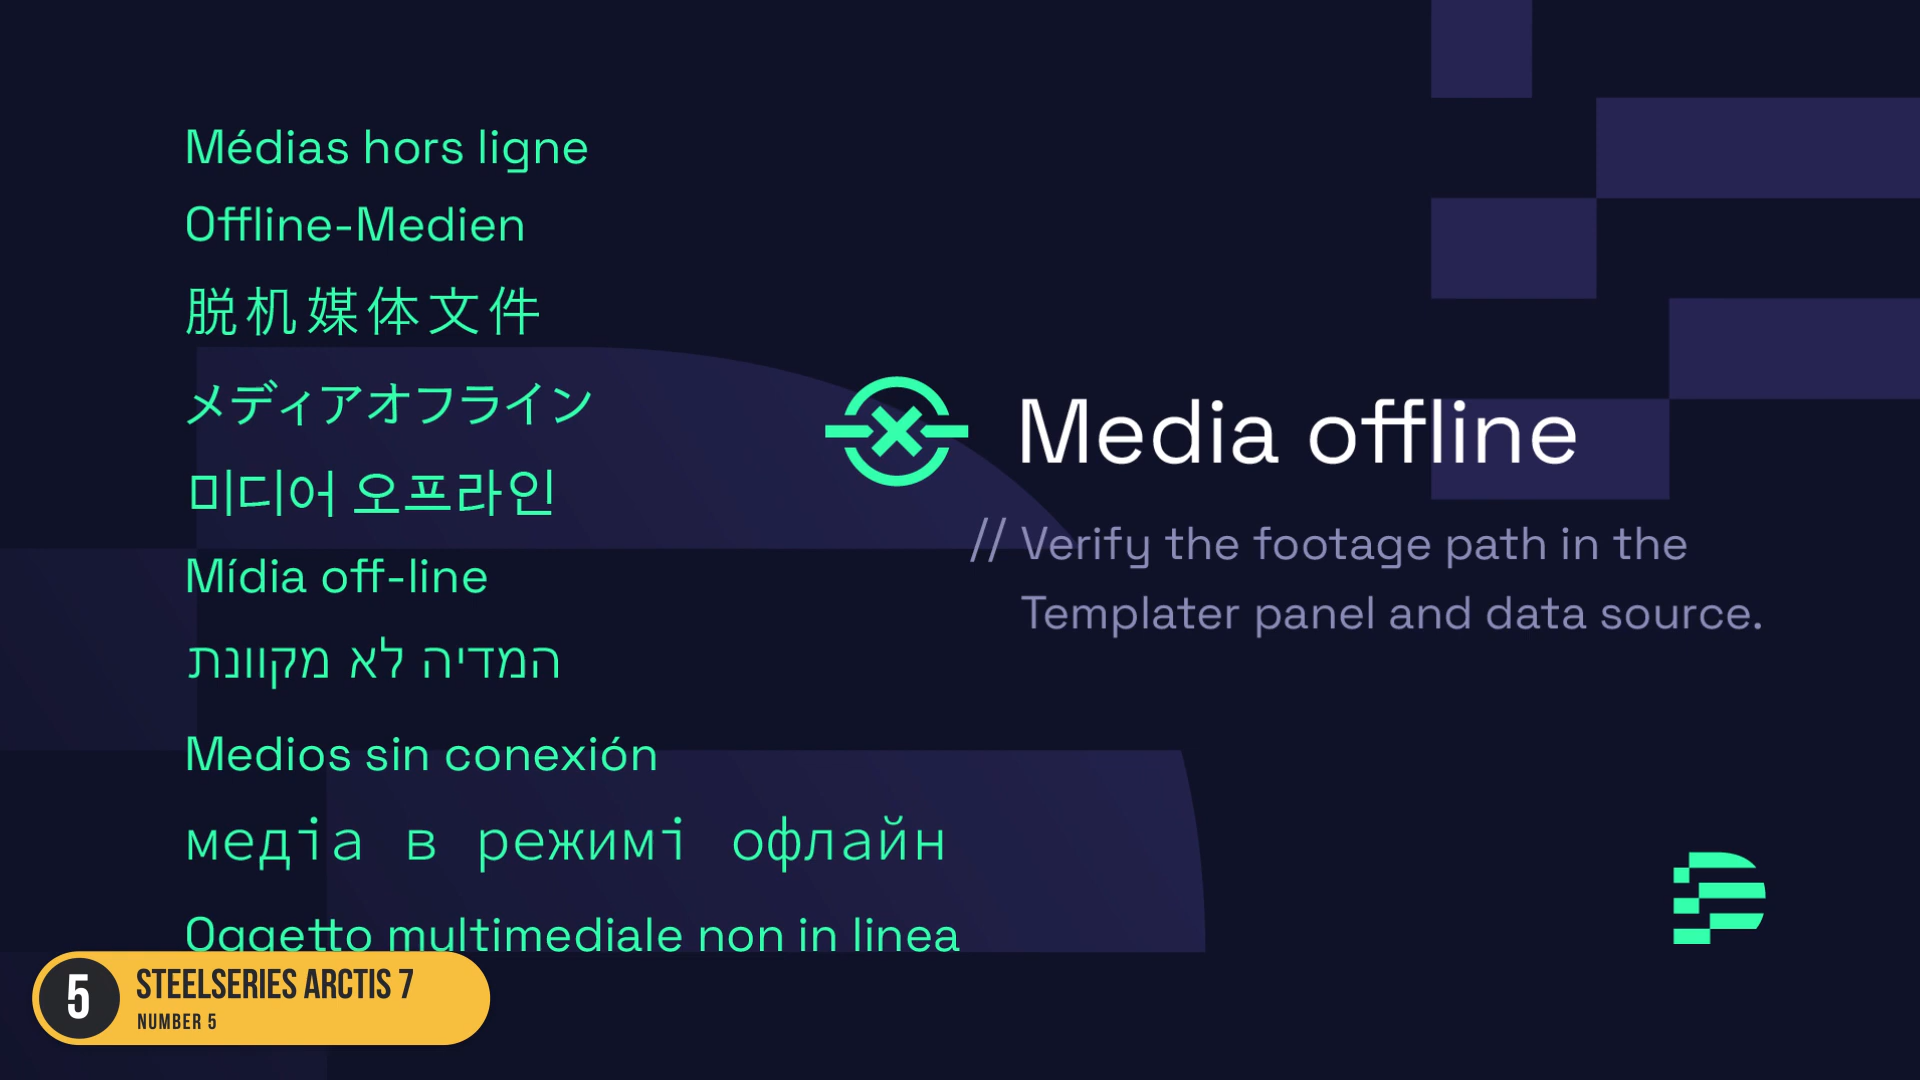 Médias hors ligne
Offline-Medien
脱机媒体文件
メディアオフライン
미디어 오프라인
Mídia off-line
המדיה לא מקוונת
Medios sin conexión
медіа в режимі офлайн
Oggetto multimediale non in linea
Media offline
// Verify the footage path in the
Templater panel and data source.
5
STEELSERIES ARCTIS 7
NUMBER 5